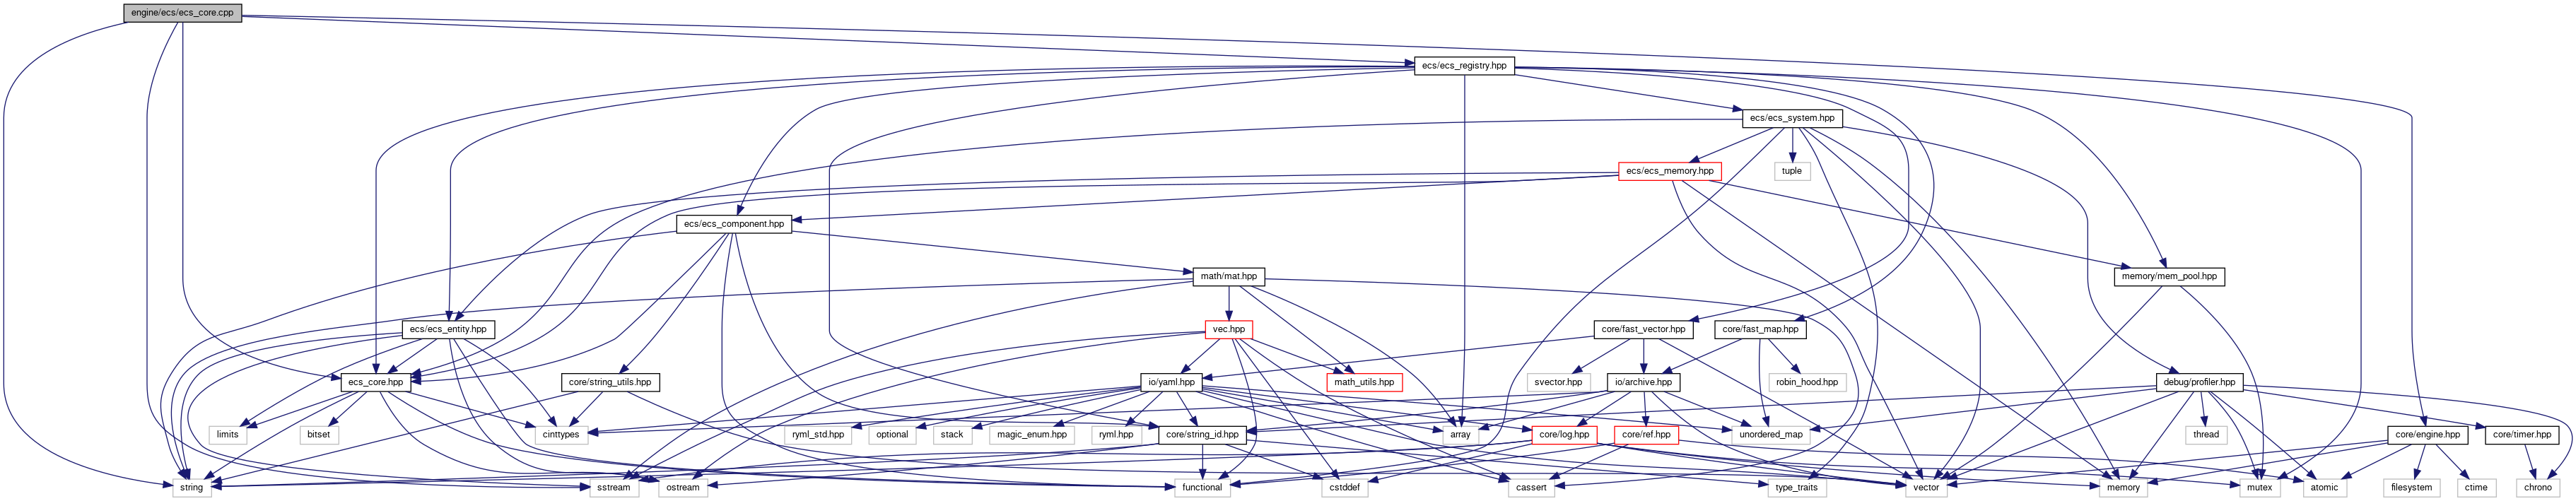 engine/ecs/ecs_core.cpp
ecs/ecs_registry.hpp
ecs/ecs_system.hpp
ecs/ecs_memory.hpp
tuple
ecs/ecs_component.hpp
math/mat.hpp
memory/mem_pool.hpp
ecs/ecs_entity.hpp
vec.hpp
core/fast_vector.hpp
core/fast_map.hpp
ecs_core.hpp
core/string_utils.hpp
io/yaml.hpp
math_utils.hpp
svector.hpp
io/archive.hpp
robin_hood.hpp
debug/profiler.hpp
limits
bitset
cinttypes
ryml_std.hpp
optional
stack
magic_enum.hpp
ryml.hpp
core/string_id.hpp
array
core/log.hpp
core/ref.hpp
unordered_map
thread
core/engine.hpp
core/timer.hpp
string
sstream
ostream
functional
cstddef
cassert
type_traits
vector
memory
mutex
atomic
filesystem
ctime
chrono